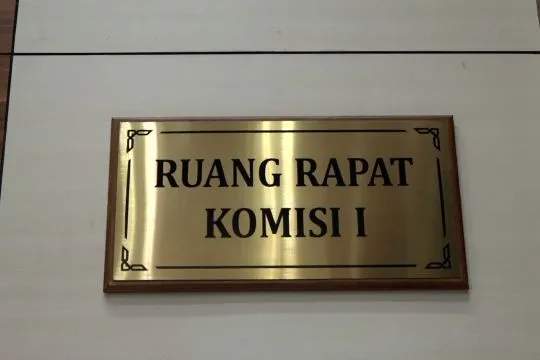 RUANG RAPAT
KOMISI I